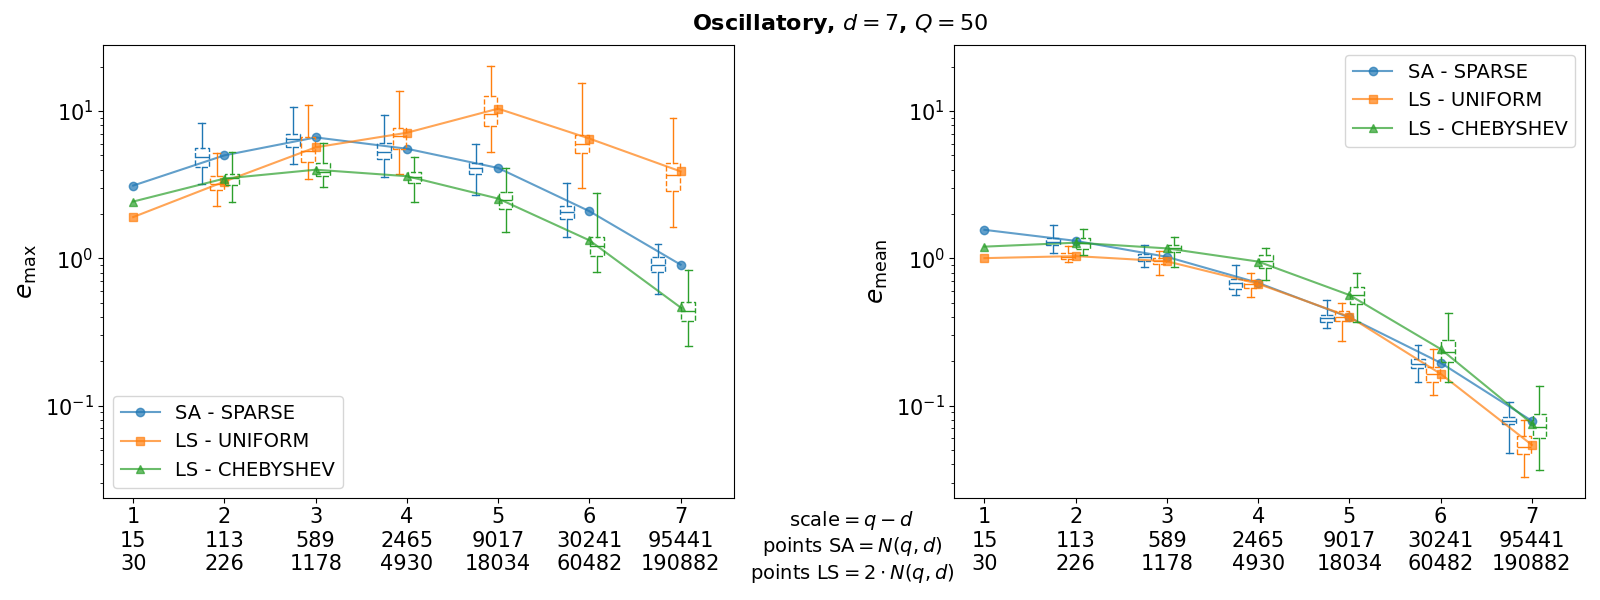 Oscillatory, d = 7, Q = 50
10^1
10^0
10^−1
e_max
SA - SPARSE
LS - UNIFORM
LS - CHEBYSHEV
1 2 3 4 5 6 7
15 113 589 2465 9017 30241 95441
30 226 1178 4930 18034 60482 190882
scale = q − d
points SA = N(q, d)
points LS = 2 · N(q, d)
10^1
10^0
10^−1
e_mean
SA - SPARSE
LS - UNIFORM
LS - CHEBYSHEV
1 2 3 4 5 6 7
15 113 589 2465 9017 30241 95441
30 226 1178 4930 18034 60482 190882